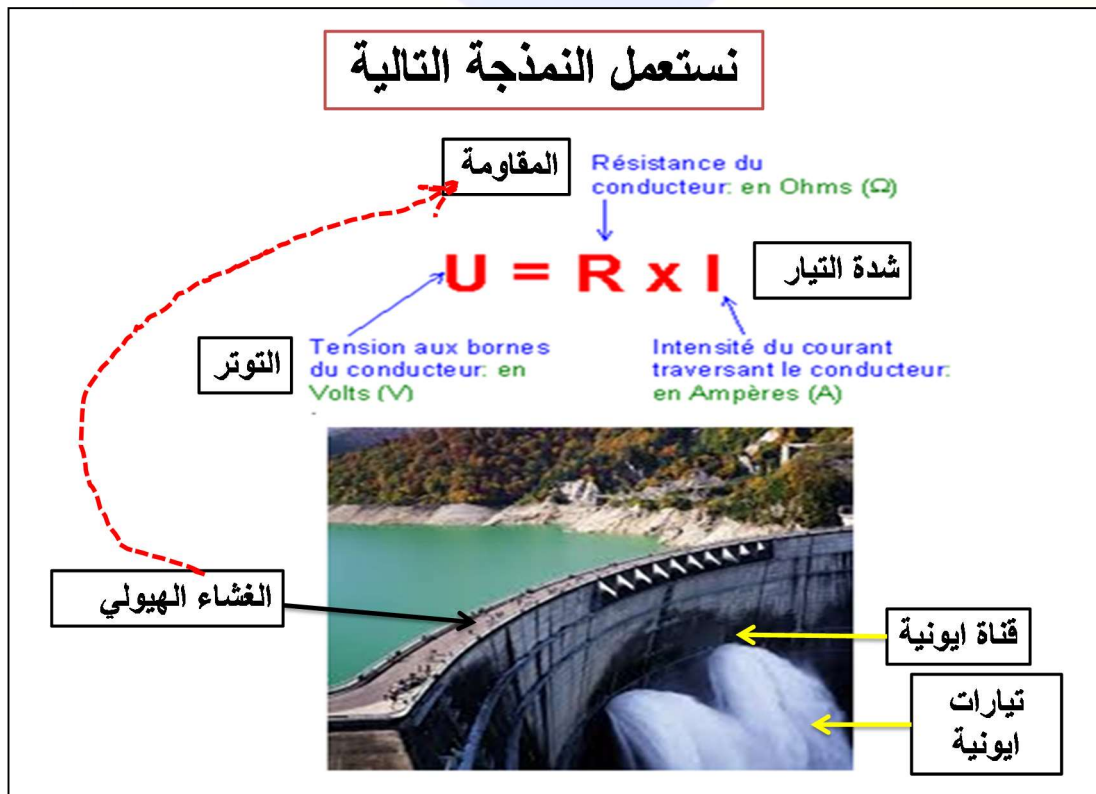 نستعمل النمذجة التالية
المقاومة
Résistance du
conducteur: en Ohms (Ω)
U = R x I
شدة التيار
التوتر
Tension aux bornes
du conducteur: en
Volts (V)
Intensité du courant
traversant le conducteur:
en Ampères (A)
الغشاء الهيولي
قناة ايونية
تيارات
ايونية